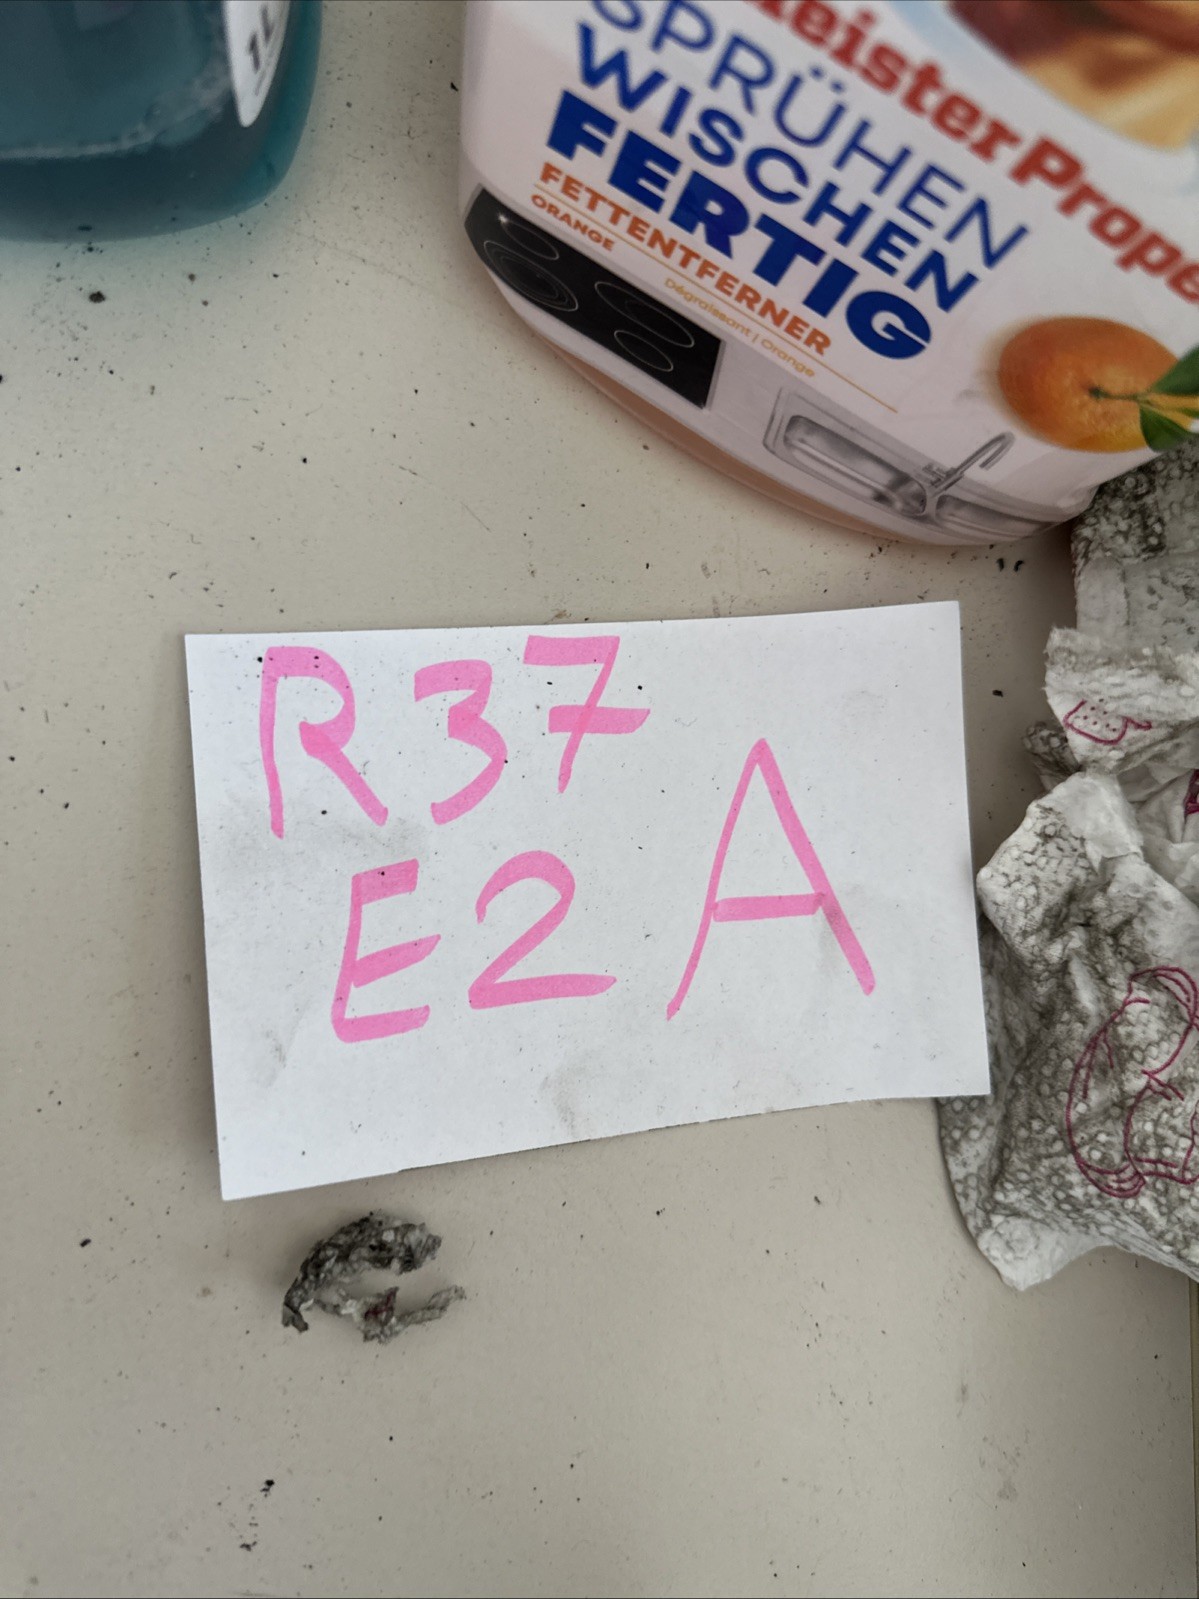 1L
Meister Proper
SPRÜHEN
WISCHEN
FERTIG
FETTENTFERNER
ORANGE
Dégraissant | Orange
R37
E2 A